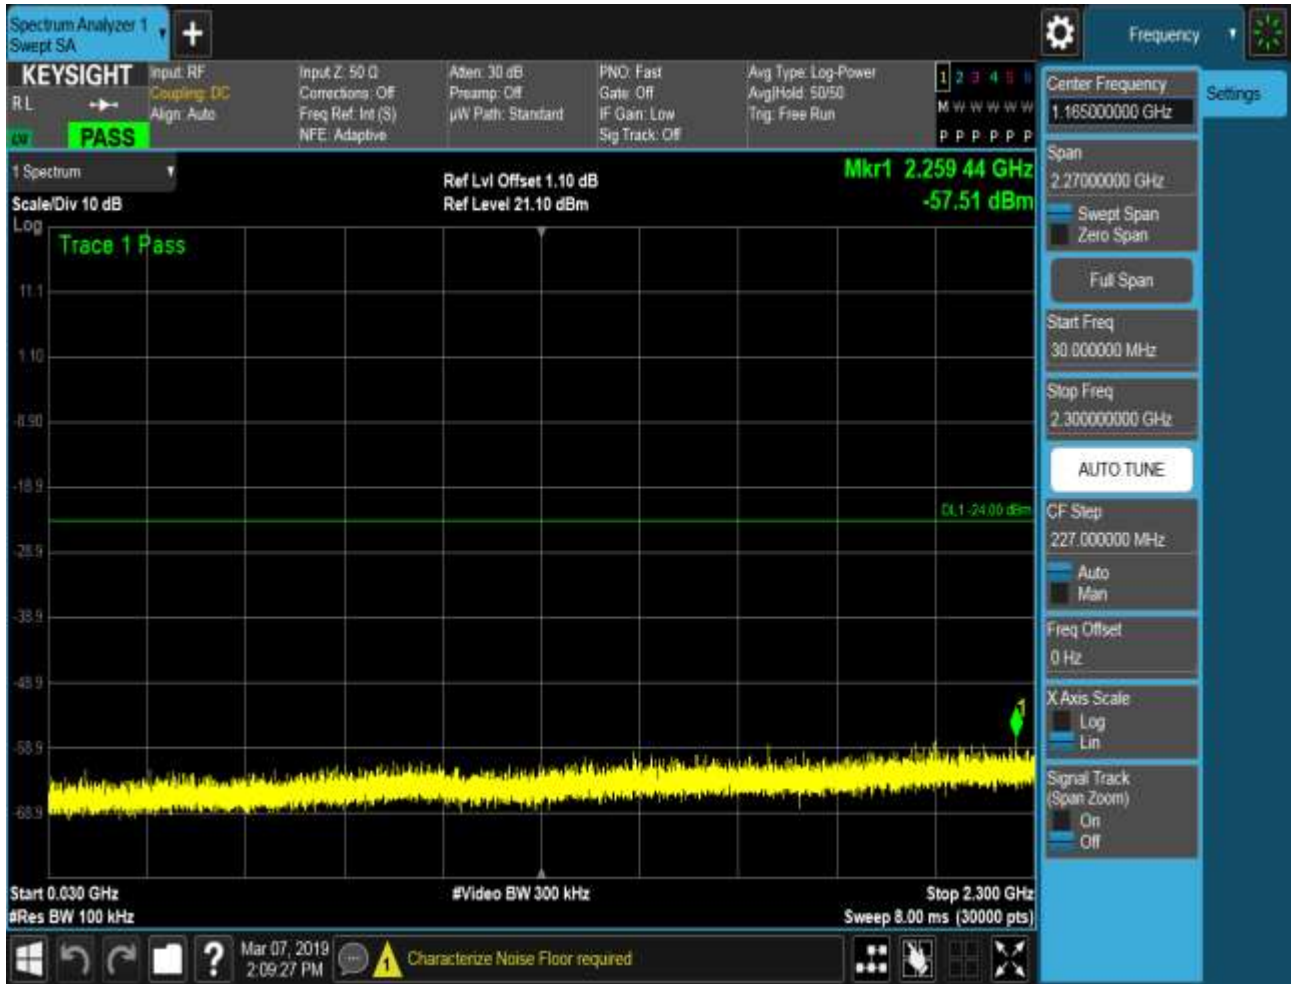 Spectrum Analyzer 1
Swept SA
+
Frequency
KEYSIGHT
R L
LXI
PASS
Input: RF
Coupling: DC
Align: Auto
Input Z: 50 Ω
Corrections: Off
Freq Ref: Int (S)
NFE: Adaptive
Atten: 30 dB
Preamp: Off
µW Path: Standard
PNO: Fast
Gate: Off
IF Gain: Low
Sig Track: Off
Avg Type: Log-Power
Avg|Hold: 50/50
Trig: Free Run
1 2 3 4 5 6
M W W W W W
P P P P P P
Center Frequency
1.165000000 GHz
Settings
Span
2.27000000 GHz
Swept Span
Zero Span
Full Span
Start Freq
30.000000 MHz
Stop Freq
2.300000000 GHz
AUTO TUNE
CF Step
227.000000 MHz
Auto
Man
Freq Offset
0 Hz
X Axis Scale
Log
Lin
Signal Track
(Span Zoom)
On
Off
1 Spectrum
Scale/Div 10 dB
Log
Ref Lvl Offset 1.10 dB
Ref Level 21.10 dBm
Mkr1 2.259 44 GHz
-57.51 dBm
Trace 1 Pass
11.1
1.10
-8.90
-18.9
DL1 -24.00 dBm
-28.9
-38.9
-48.9
1
-58.9
-68.9
Start 0.030 GHz
#Video BW 300 kHz
Stop 2.300 GHz
#Res BW 100 kHz
Sweep 8.00 ms (30000 pts)
?
Mar 07, 2019
2:09:27 PM
1
Characterize Noise Floor required